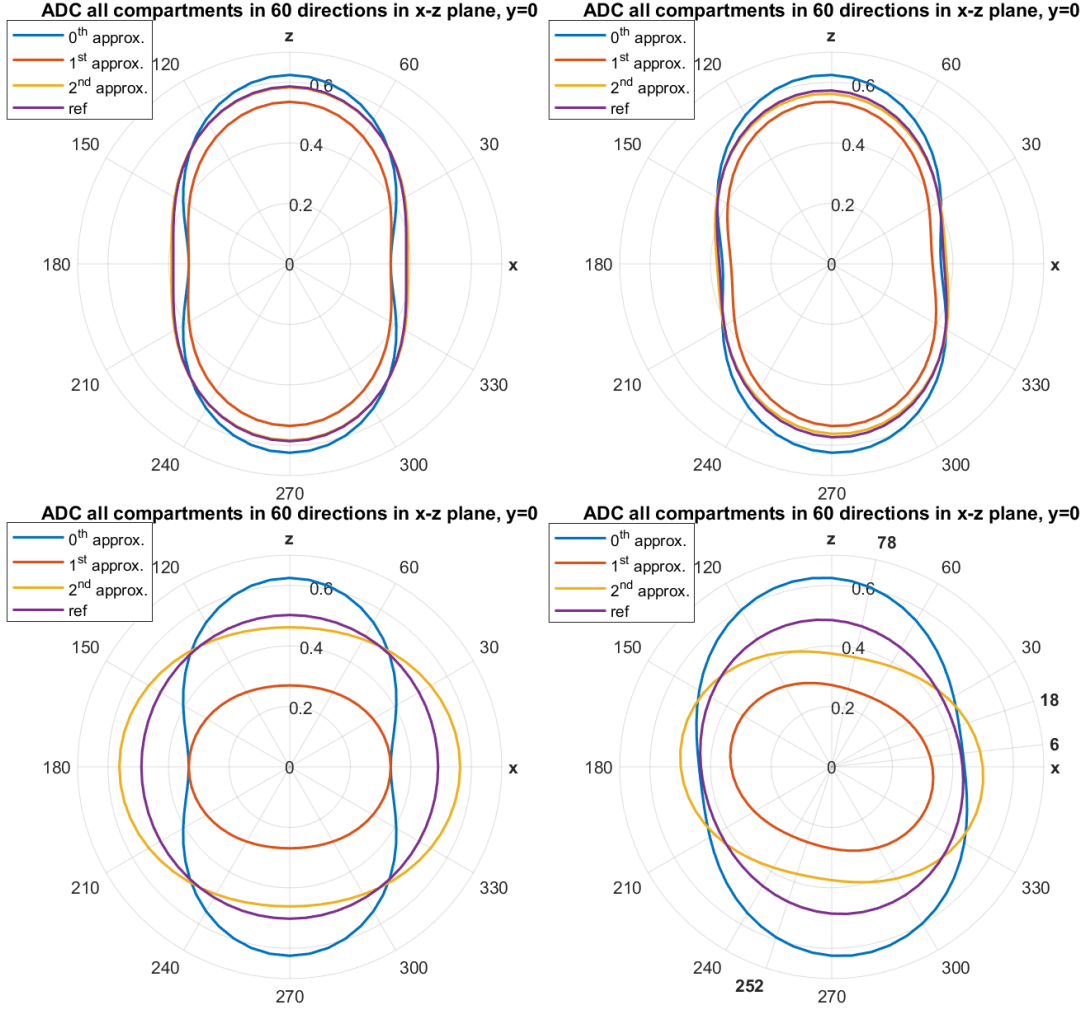 ADC all compartments in 60 directions in x-z plane, y=0
0th approx.
1st approx.
2nd approx.
ref
z
120
60
0.6
150
0.4
30
0.2
180
0
x
210
330
240
300
270
ADC all compartments in 60 directions in x-z plane, y=0
0th approx.
1st approx.
2nd approx.
ref
z
120
60
0.6
150
0.4
30
0.2
180
0
x
210
330
240
300
270
ADC all compartments in 60 directions in x-z plane, y=0
0th approx.
1st approx.
2nd approx.
ref
z
120
60
0.6
150
0.4
30
0.2
180
0
x
210
330
240
300
270
ADC all compartments in 60 directions in x-z plane, y=0
0th approx.
1st approx.
2nd approx.
ref
z
78
120
60
0.6
150
0.4
30
0.2
18
6
180
0
x
210
330
240
300
252
270